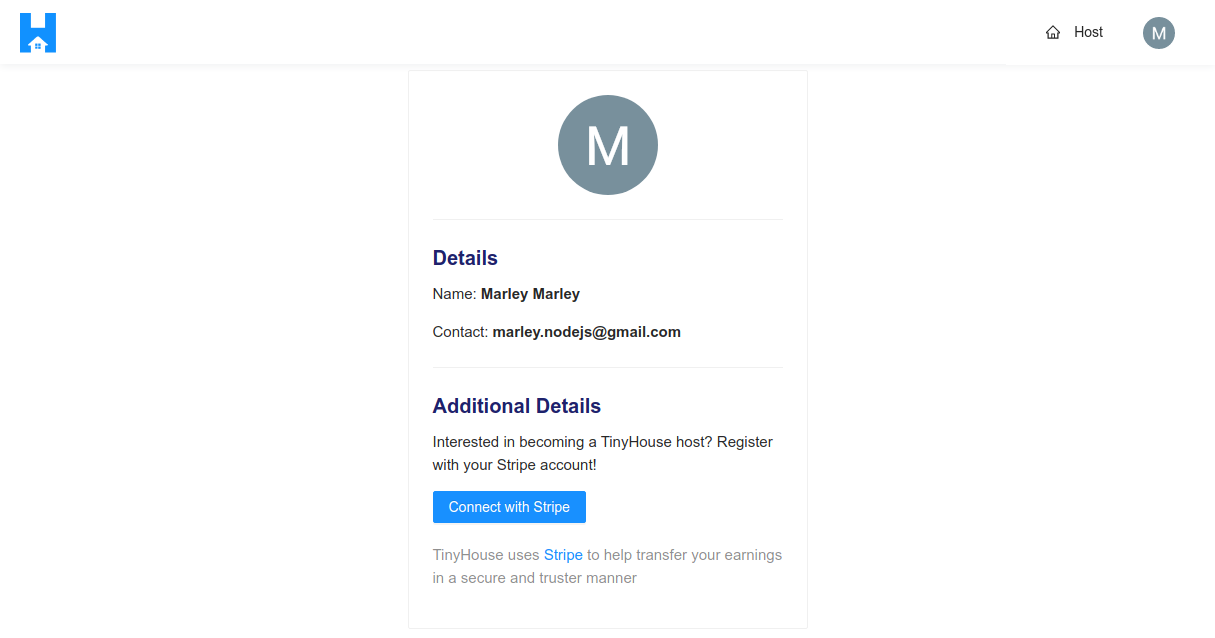 Host
M
M
Details
Name: Marley Marley
Contact: marley.nodejs@gmail.com
Additional Details
Interested in becoming a TinyHouse host? Register
with your Stripe account!
Connect with Stripe
TinyHouse uses Stripe to help transfer your earnings
in a secure and truster manner